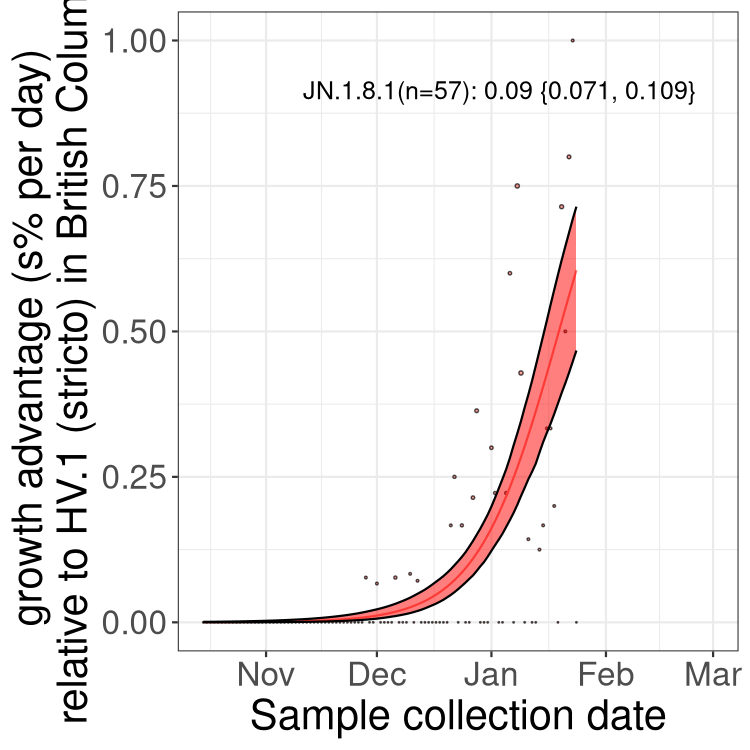 growth advantage (s% per day)
relative to HV.1 (stricto) in British Colum
1.00
0.75
0.50
0.25
0.00
JN.1.8.1(n=57): 0.09 {0.071, 0.109}
Nov Dec Jan Feb Mar
Sample collection date